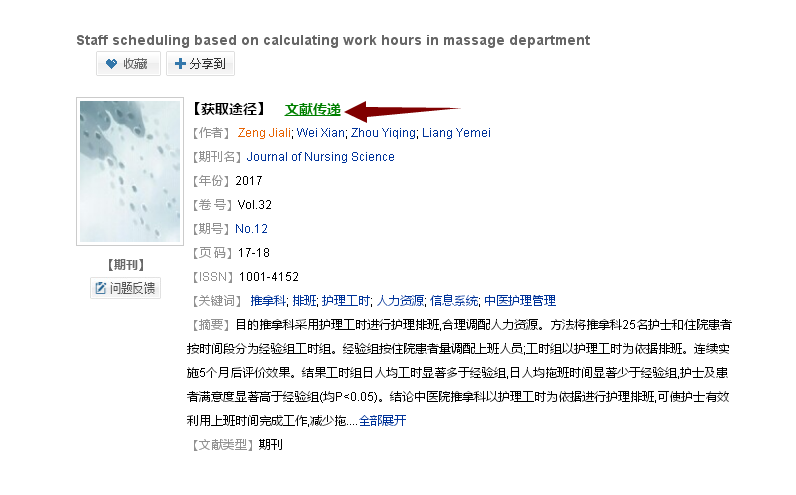 Staff scheduling based on calculating work hours in massage department
收藏 分享到
【获取途径】 文献传递
【作者】 Zeng Jiali; Wei Xian; Zhou Yiqing; Liang Yemei
【期刊名】 Journal of Nursing Science
【年份】 2017
【卷 号】 Vol.32
【期号】 No.12
【页 码】 17-18
【ISSN】 1001-4152
【关键词】 推拿科; 排班; 护理工时; 人力资源; 信息系统; 中医护理管理
【摘要】 目的推拿科采用护理工时进行护理排班,合理调配人力资源。方法将推拿科25名护士和住院患者
按时间段分为经验组工时组。经验组按住院患者量调配上班人员;工时组以护理工时为依据排班。连续实
施5个月后评价效果。结果工时组日人均工时显著多于经验组,日人均拖班时间显著少于经验组,护士及患
者满意度显著高于经验组(均P<0.05)。结论中医院推拿科以护理工时为依据进行护理排班,可使护士有效
利用上班时间完成工作,减少拖....全部展开
【文献类型】 期刊
【期刊】
问题反馈